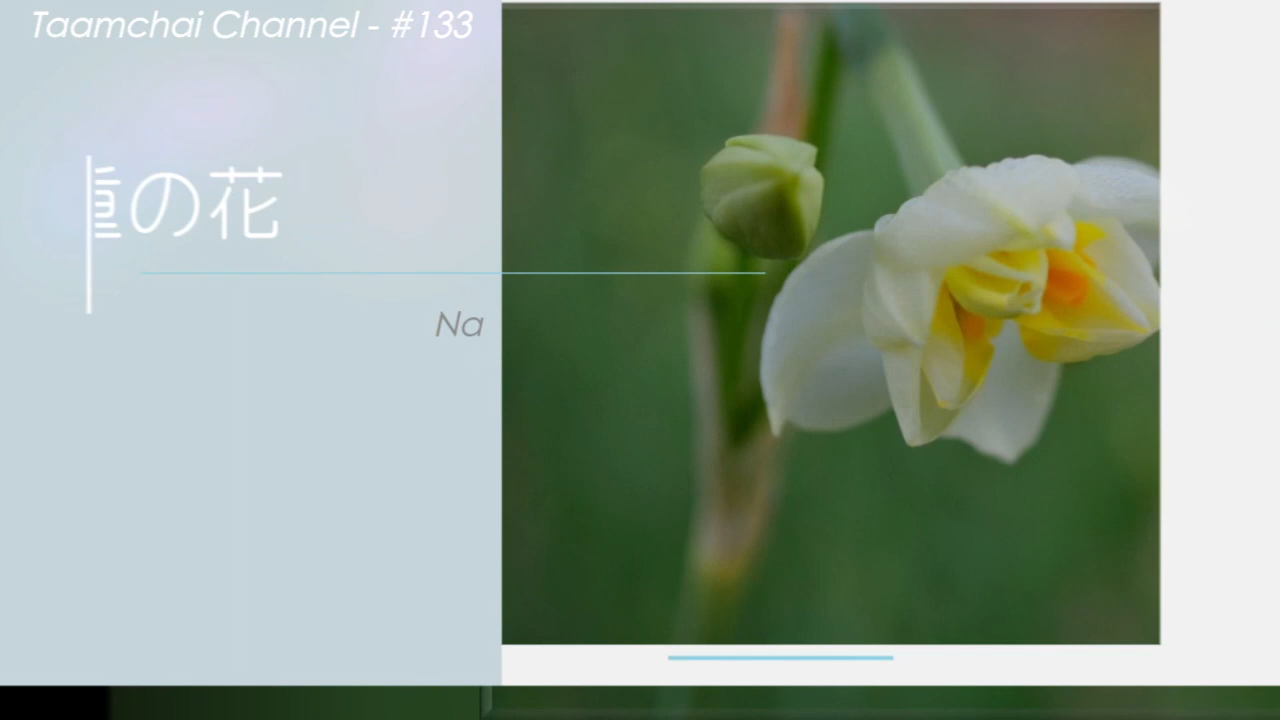 Taamchai Channel - #133
の花
Na